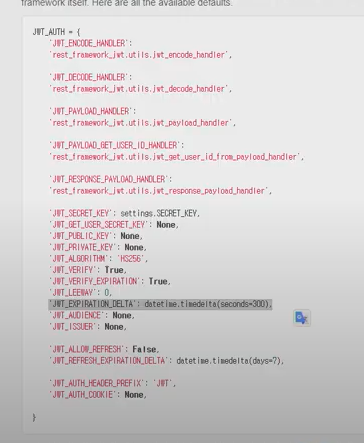 framework itself. Here are all the available defaults.
JWT_AUTH = {
'JWT_ENCODE_HANDLER':
'rest_framework_jwt.utils.jwt_encode_handler',
'JWT_DECODE_HANDLER':
'rest_framework_jwt.utils.jwt_decode_handler',
'JWT_PAYLOAD_HANDLER':
'rest_framework_jwt.utils.jwt_payload_handler',
'JWT_PAYLOAD_GET_USER_ID_HANDLER':
'rest_framework_jwt.utils.jwt_get_user_id_from_payload_handler',
'JWT_RESPONSE_PAYLOAD_HANDLER':
'rest_framework_jwt.utils.jwt_response_payload_handler',
'JWT_SECRET_KEY': settings.SECRET_KEY,
'JWT_GET_USER_SECRET_KEY': None,
'JWT_PUBLIC_KEY': None,
'JWT_PRIVATE_KEY': None,
'JWT_ALGORITHM': 'HS256',
'JWT_VERIFY': True,
'JWT_VERIFY_EXPIRATION': True,
'JWT_LEEWAY': 0,
'JWT_EXPIRATION_DELTA': datetime.timedelta(seconds=300),
'JWT_AUDIENCE': None,
'JWT_ISSUER': None,
'JWT_ALLOW_REFRESH': False,
'JWT_REFRESH_EXPIRATION_DELTA': datetime.timedelta(days=7),
'JWT_AUTH_HEADER_PREFIX': 'JWT',
'JWT_AUTH_COOKIE': None,
}